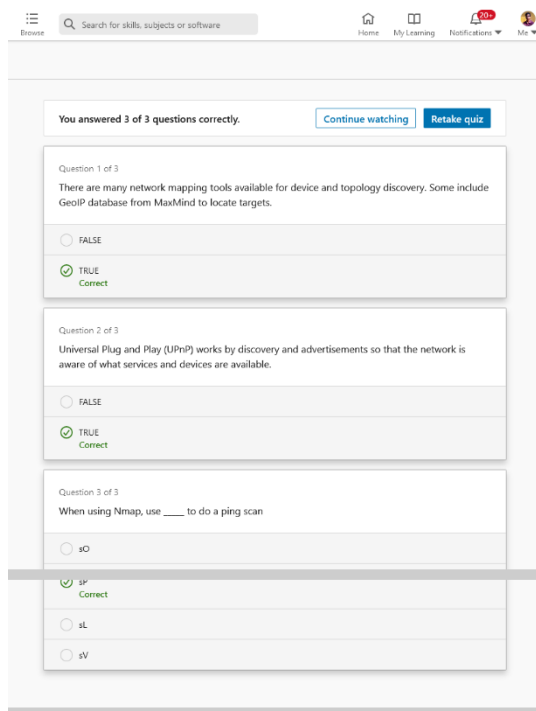 Browse
Search for skills, subjects or software
Home
My Learning
20+
Notifications
Me
You answered 3 of 3 questions correctly.
Continue watching
Retake quiz
Question 1 of 3
There are many network mapping tools available for device and topology discovery. Some include
GeoIP database from MaxMind to locate targets.
FALSE
TRUE
Correct
Question 2 of 3
Universal Plug and Play (UPnP) works by discovery and advertisements so that the network is
aware of what services and devices are available.
FALSE
TRUE
Correct
Question 3 of 3
When using Nmap, use ____ to do a ping scan
sO
sP
Correct
sL
sV